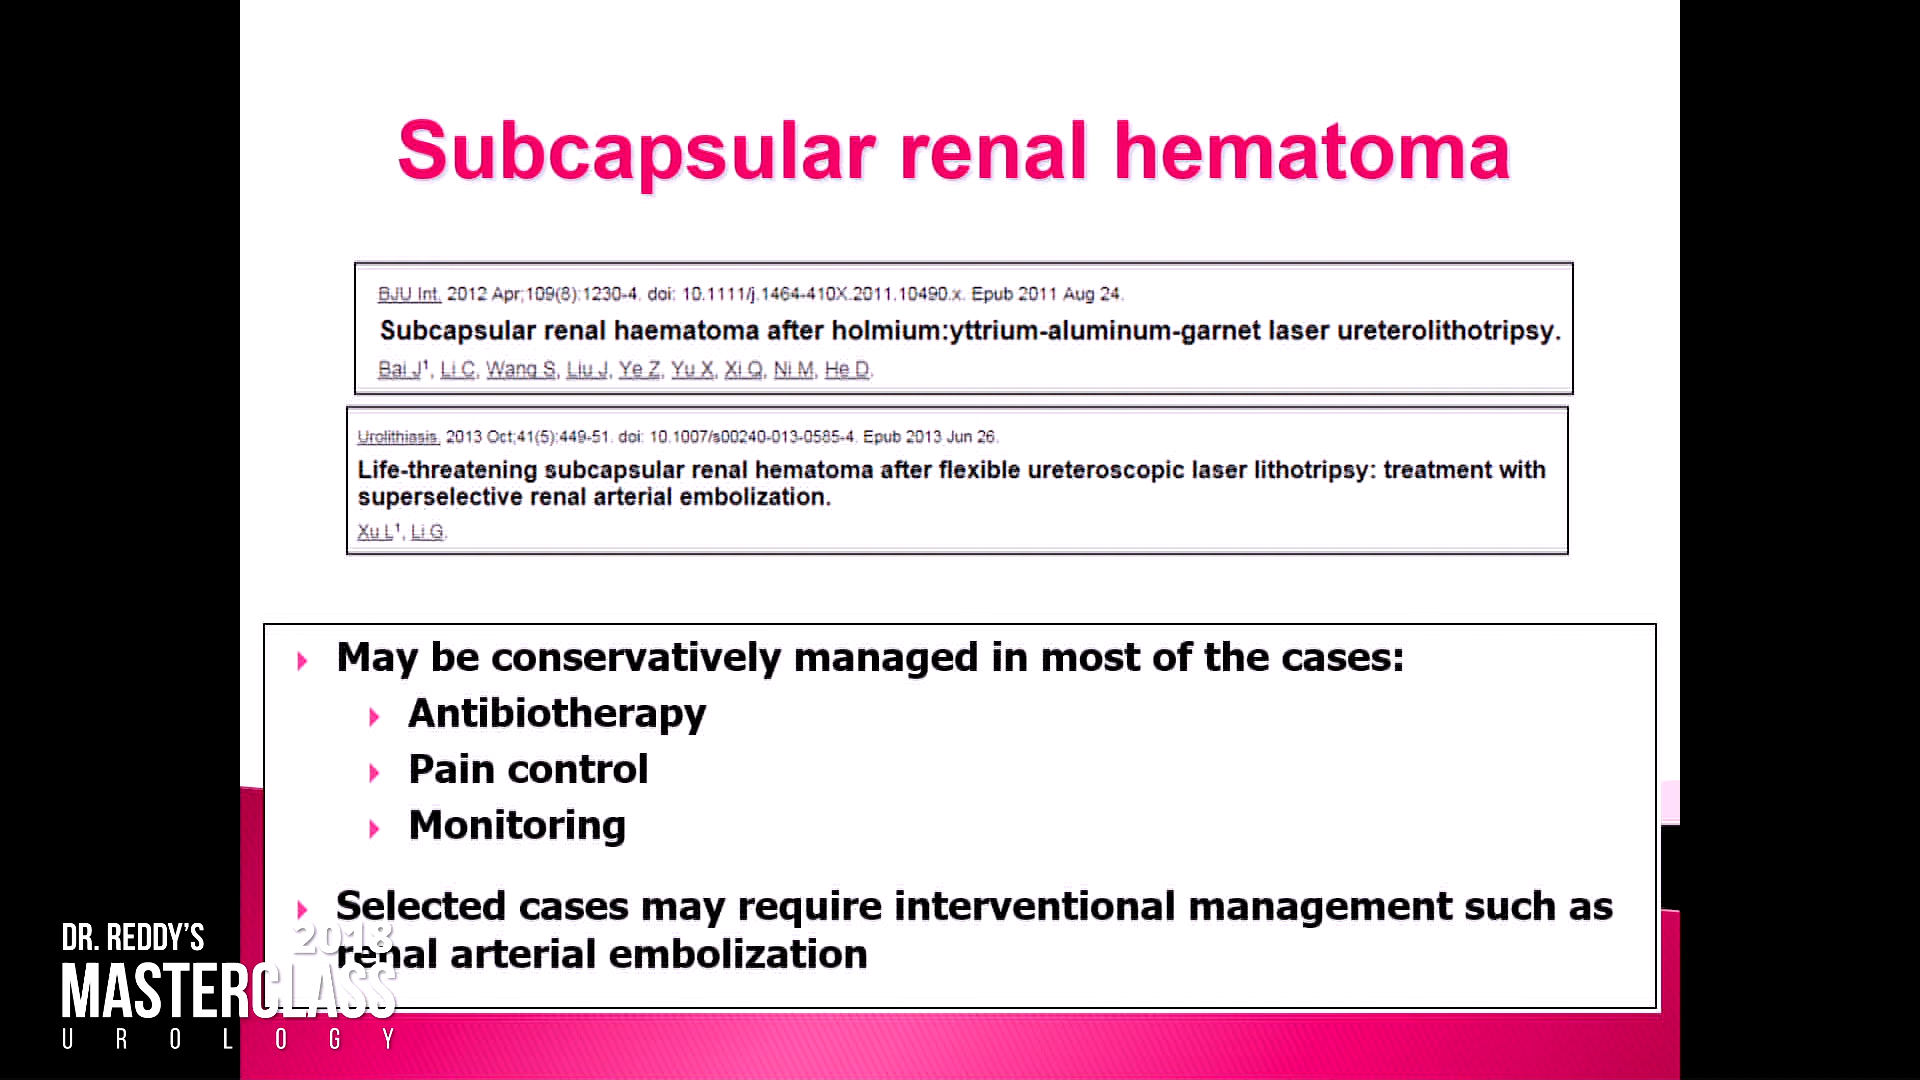 Subcapsular renal hematoma
BJU Int. 2012 Apr;109(8):1230-4. doi: 10.1111/j.1464-410X.2011.10490.x. Epub 2011 Aug 24.
Subcapsular renal haematoma after holmium:yttrium-aluminum-garnet laser ureterolithotripsy.
Bai J¹, Li C, Wang S, Liu J, Ye Z, Yu X, Xi Q, Ni M, He D.
Urolithiasis. 2013 Oct;41(5):449-51. doi: 10.1007/s00240-013-0585-4. Epub 2013 Jun 26.
Life-threatening subcapsular renal hematoma after flexible ureteroscopic laser lithotripsy: treatment with
superselective renal arterial embolization.
Xu L¹, Li G.
May be conservatively managed in most of the cases:
Antibiotherapy
Pain control
Monitoring
Selected cases may require interventional management such as
renal arterial embolization
DR. REDDY'S 2018
MASTERCLASS
UROLOGY